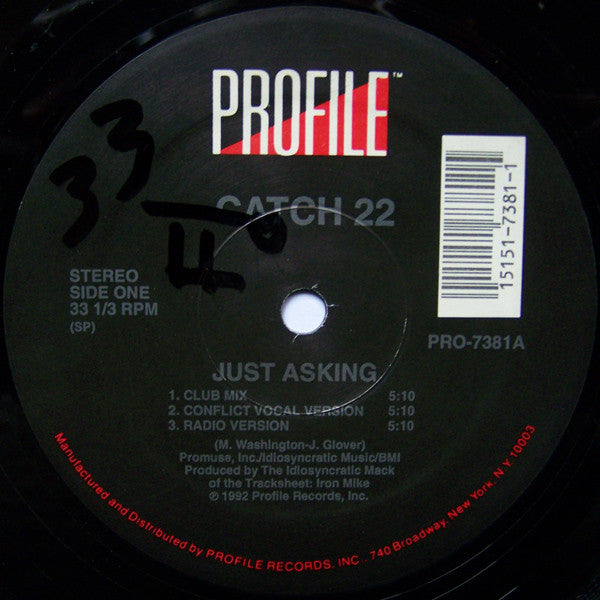 PROFILE™
33
CATCH 22
STEREO
SIDE ONE
33 1/3 RPM
(SP)
15151-7381-1
PRO-7381A
JUST ASKING
1. CLUB MIX 5:10
2. CONFLICT VOCAL VERSION 5:10
3. RADIO VERSION 5:10
(M. Washington-J. Glover)
Promuse, Inc./Idiosyncratic Music/BMI
Produced by The Idiosyncratic Mack
of the Tracksheet: Iron Mike
℗ 1992 Profile Records, Inc.
Manufactured and Distributed by PROFILE RECORDS. INC.. 740 Broadway. New York. N.Y. 10003